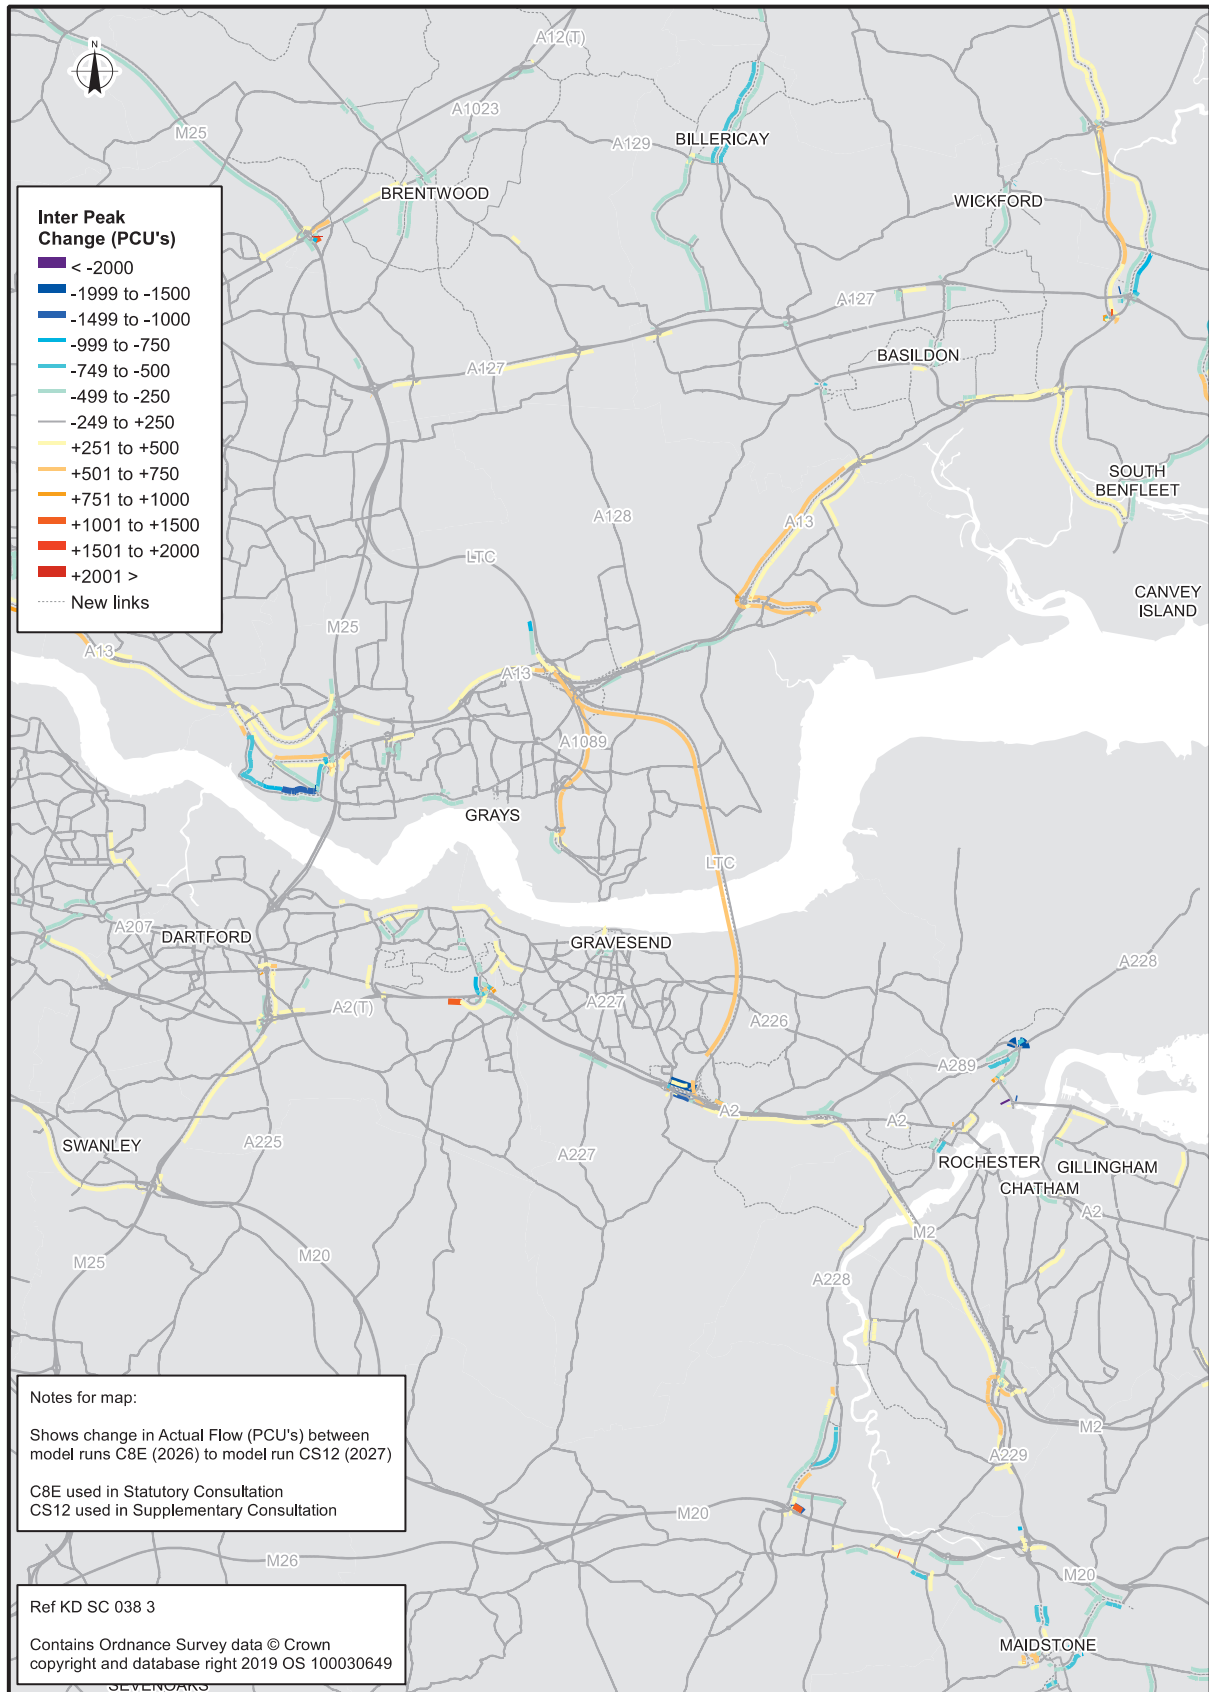 N
A12(T)
A1023
M25
A129
BILLERICAY
BRENTWOOD
WICKFORD
Inter Peak
Change (PCU's)
< -2000
-1999 to -1500
-1499 to -1000
-999 to -750
-749 to -500
-499 to -250
-249 to +250
+251 to +500
+501 to +750
+751 to +1000
+1001 to +1500
+1501 to +2000
+2001 >
New links
A127
BASILDON
A127
SOUTH
BENFLEET
A128
A13
LTC
CANVEY
ISLAND
M25
A13
A13
A1089
GRAYS
LTC
A207
DARTFORD
GRAVESEND
A228
A2(T)
A227
A226
A289
A2
A2
SWANLEY
A225
A227
ROCHESTER
GILLINGHAM
CHATHAM
A2
M25
M20
M2
A228
Notes for map:
Shows change in Actual Flow (PCU's) between
model runs C8E (2026) to model run CS12 (2027)
C8E used in Statutory Consultation
CS12 used in Supplementary Consultation
M2
A229
M20
M26
M20
Ref KD SC 038 3
Contains Ordnance Survey data © Crown
copyright and database right 2019 OS 100030649
MAIDSTONE
SEVENOAKS